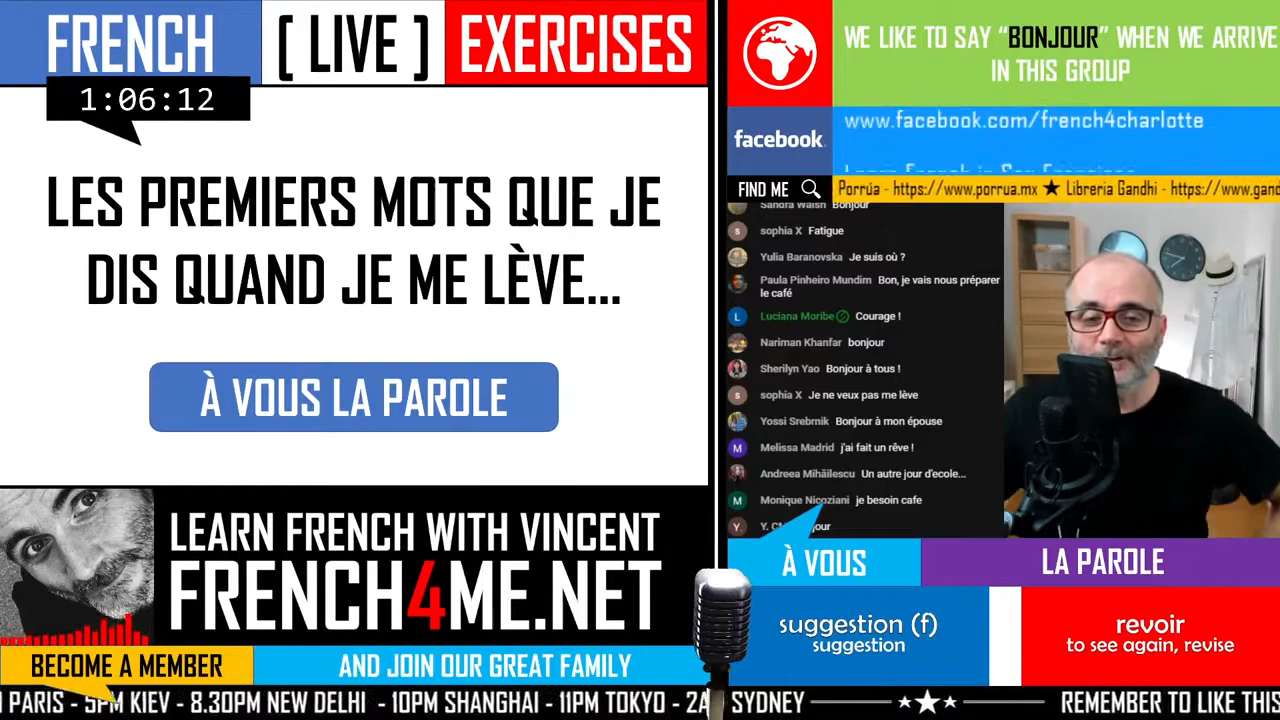 FRENCH
[ LIVE ]
EXERCISES
1:06:12
LES PREMIERS MOTS QUE JE
DIS QUAND JE ME LÈVE...
À VOUS LA PAROLE
LEARN FRENCH WITH VINCENT
FRENCH4ME.NET
BECOME A MEMBER
AND JOIN OUR GREAT FAMILY
WE LIKE TO SAY “BONJOUR” WHEN WE ARRIVE
IN THIS GROUP
facebook.
www.facebook.com/french4charlotte
FIND ME
Porrúa - https://www.porrua.mx ★ Libreria Gandhi - https://www.gand
Sandra Walsh Bonjour
sophia X Fatigue
Yulia Baranovska Je suis où ?
Paula Pinheiro Mundim Bon, je vais nous préparer
le café
Luciana Moribe Courage !
Nariman Khanfar bonjour
Sherilyn Yao Bonjour à tous !
sophia X Je ne veux pas me lève
Yossi Srebrnik Bonjour à mon épouse
Melissa Madrid j'ai fait un rêve !
Andreea Mihăilescu Un autre jour d'ecole...
Monique Nicoziani je besoin cafe
À VOUS
LA PAROLE
suggestion (f)
suggestion
revoir
to see again, revise
PARIS - 5PM KIEV - 8.30PM NEW DELHI - 10PM SHANGHAI - 11PM TOKYO - 2A SYDNEY ★ REMEMBER TO LIKE THIS